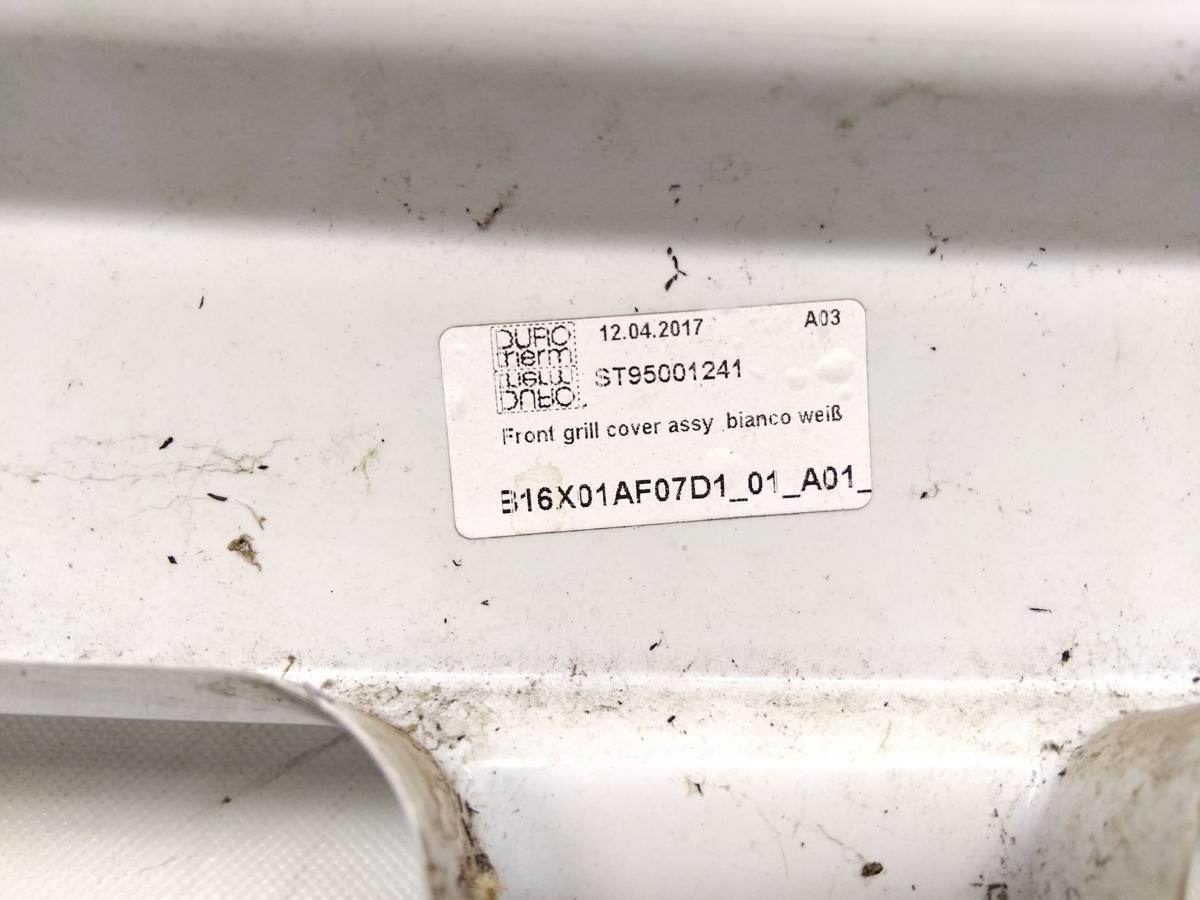 DURO
therm
12.04.2017
A03
ST95001241
Front grill cover assy bianco weiß
B16X01AF07D1_01_A01_